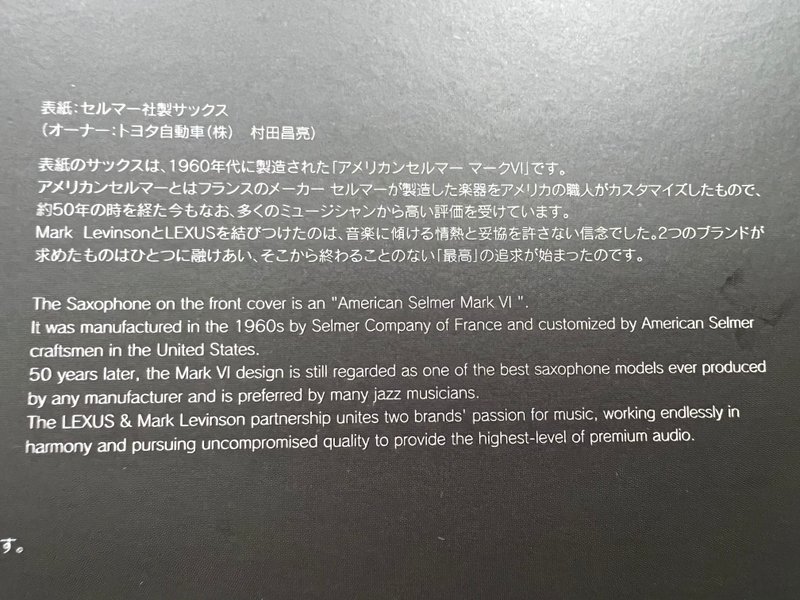 表紙:セルマー社製サックス
(オーナー:トヨタ自動車(株) 村田昌亮)
表紙のサックスは、1960年代に製造された「アメリカンセルマー マークVI」です。
アメリカンセルマーとはフランスのメーカー セルマーが製造した楽器をアメリカの職人がカスタマイズしたもので、
約50年の時を経た今もなお、多くのミュージシャンから高い評価を受けています。
Mark LevinsonとLEXUSを結びつけたのは、音楽に傾ける情熱と妥協を許さない信念でした。2つのブランドが
求めたものはひとつに融けあい、そこから終わることのない「最高」の追求が始まったのです。
The Saxophone on the front cover is an "American Selmer Mark VI ".
It was manufactured in the 1960s by Selmer Company of France and customized by American Selmer
craftsmen in the United States.
50 years later, the Mark VI design is still regarded as one of the best saxophone models ever produced
by any manufacturer and is preferred by many jazz musicians.
The LEXUS & Mark Levinson partnership unites two brands' passion for music, working endlessly in
harmony and pursuing uncompromised quality to provide the highest-level of premium audio.
す。